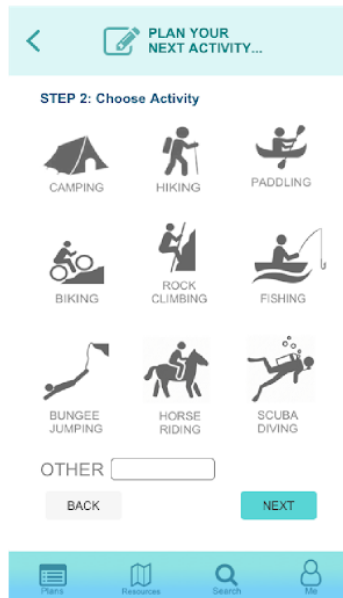 PLAN YOUR
NEXT ACTIVITY...
STEP 2: Choose Activity
CAMPING
HIKING
PADDLING
BIKING
ROCK
CLIMBING
FISHING
BUNGEE
JUMPING
HORSE
RIDING
SCUBA
DIVING
OTHER
BACK
NEXT
Plans
Resources
Search
Me